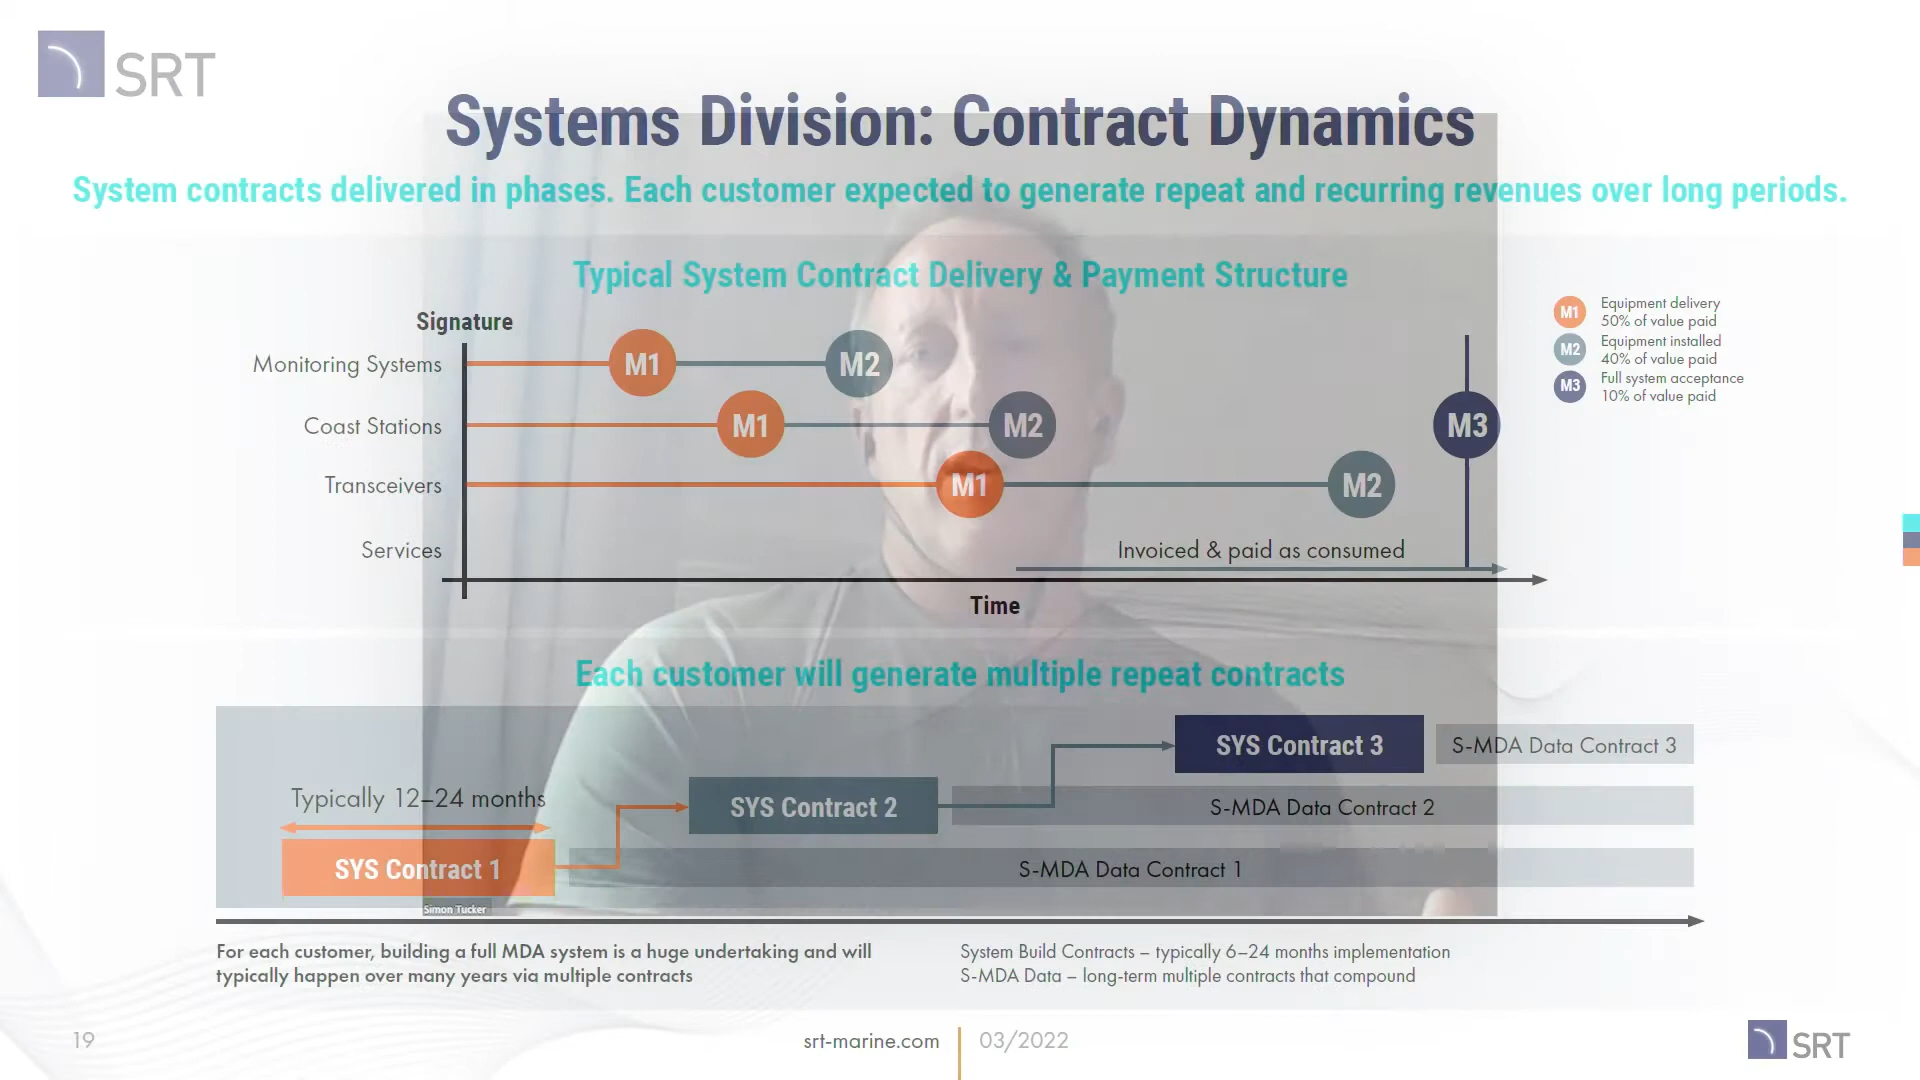 SRT
Systems Division: Contract Dynamics
System contracts delivered in phases. Each customer expected to generate repeat and recurring revenues over long periods.
Typical System Contract Delivery & Payment Structure
Signature
M1 Equipment delivery
50% of value paid
M2 Equipment installed
40% of value paid
M3 Full system acceptance
10% of value paid
Monitoring Systems M1 M2
Coast Stations M1 M2 M3
Transceivers M1 M2
Services Invoiced & paid as consumed
Time
Each customer will generate multiple repeat contracts
SYS Contract 3 S-MDA Data Contract 3
Typically 12–24 months
SYS Contract 2 S-MDA Data Contract 2
SYS Contract 1 S-MDA Data Contract 1
Simon Tucker
For each customer, building a full MDA system is a huge undertaking and will
typically happen over many years via multiple contracts
System Build Contracts – typically 6–24 months implementation
S-MDA Data – long-term multiple contracts that compound
19
srt-marine.com
03/2022
SRT